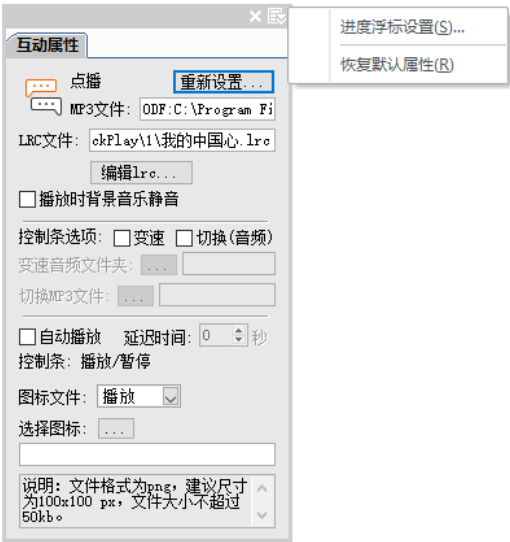 进度浮标设置(S)...
恢复默认属性(R)
互动属性
点播
重新设置...
MP3文件: ODF:C:\Program Fi
LRC文件: ckPlay\1\我的中国心.lrc
编辑lrc...
播放时背景音乐静音
控制条选项: 变速 切换(音频)
变速音频文件夹: ...
切换MP3文件: ...
自动播放 延迟时间: 0 秒
控制条: 播放/暂停
图标文件: 播放
选择图标: ...
说明: 文件格式为png, 建议尺寸
为100x100 px, 文件大小不超过
50kb。